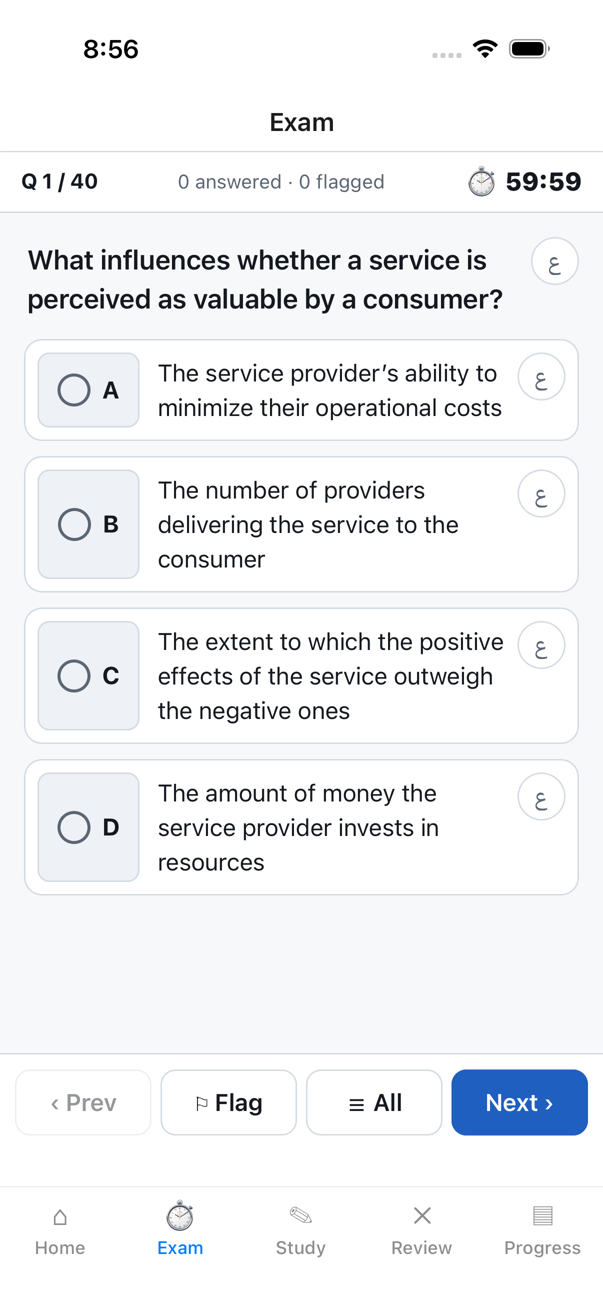 8:56
Exam
Q 1 / 40
0 answered · 0 flagged
59:59
What influences whether a service is
perceived as valuable by a consumer?
ع
A
The service provider’s ability to
minimize their operational costs
ع
B
The number of providers
delivering the service to the
consumer
ع
C
The extent to which the positive
effects of the service outweigh
the negative ones
ع
D
The amount of money the
service provider invests in
resources
ع
‹ Prev
Flag
All
Next ›
Home
Exam
Study
Review
Progress